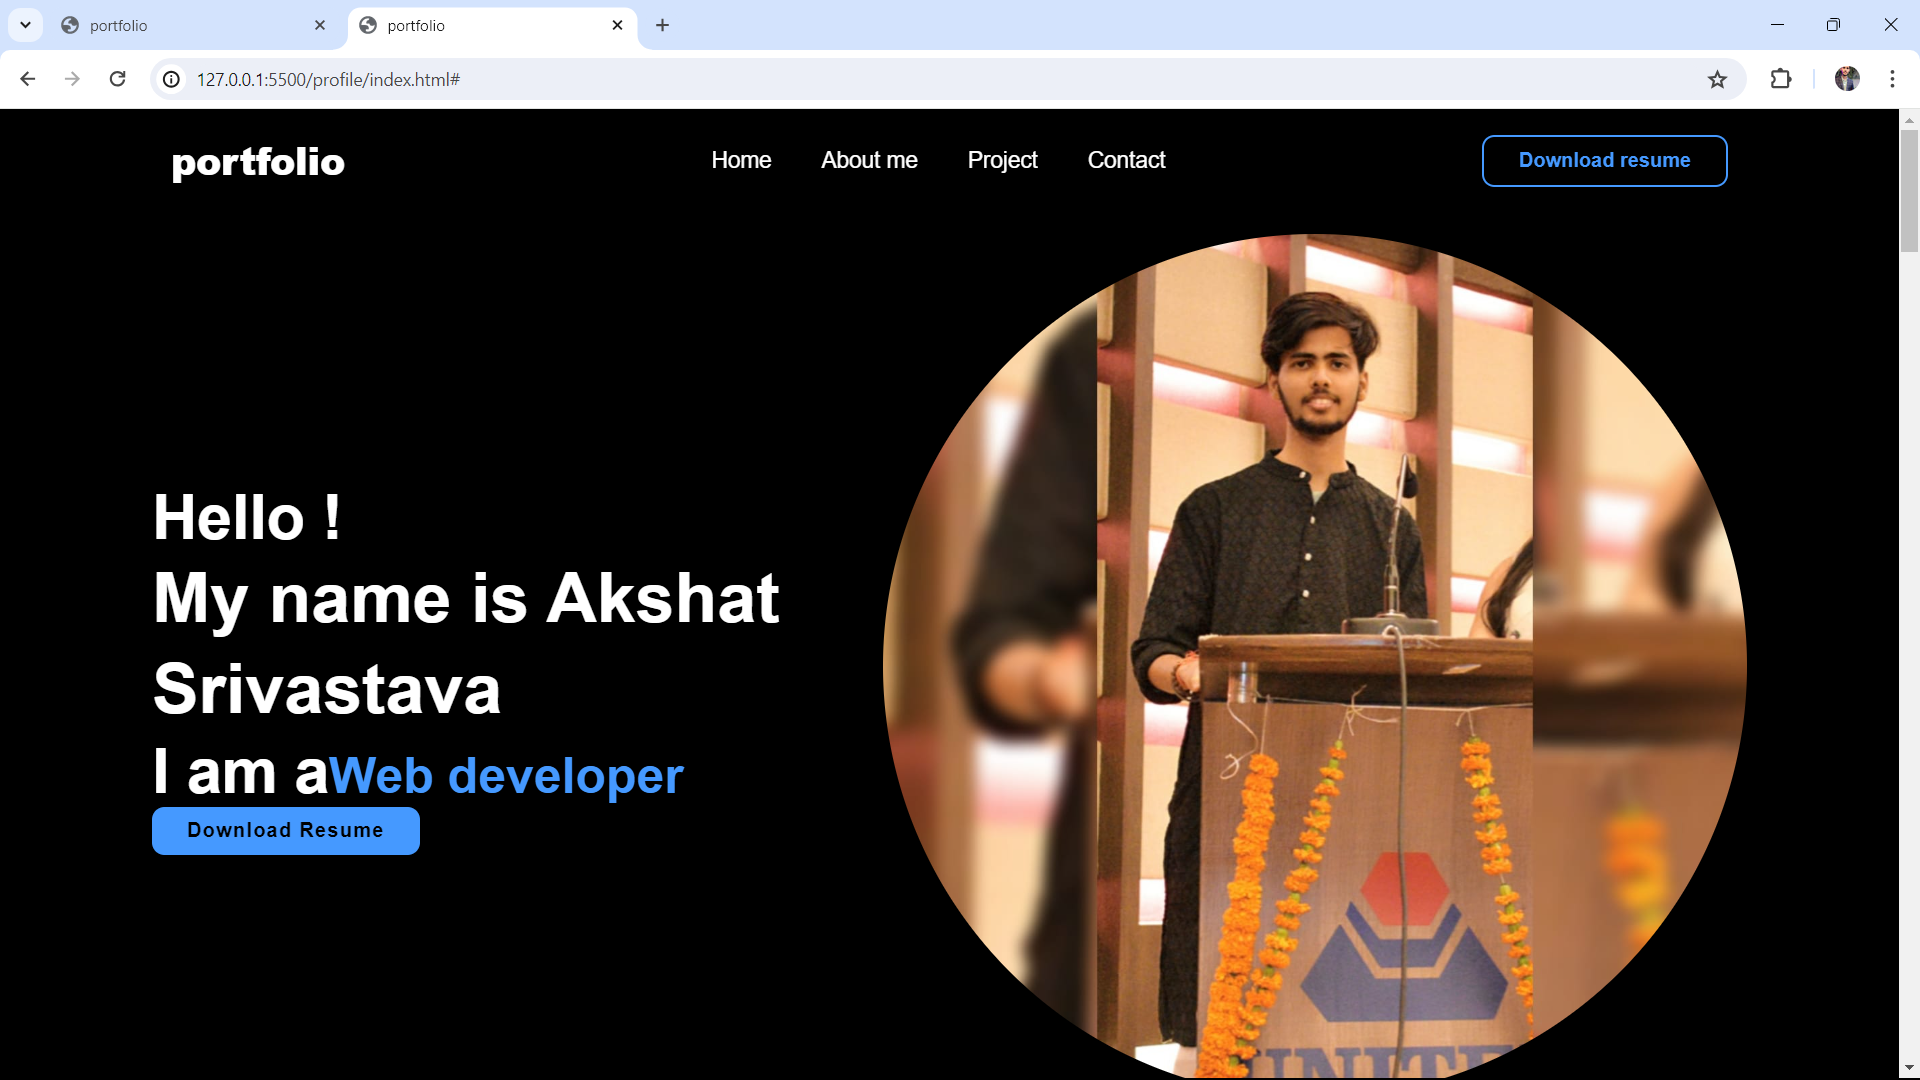 portfolio
portfolio
127.0.0.1:5500/profile/index.html#
portfolio
Home
About me
Project
Contact
Download resume
Hello !
My name is Akshat
Srivastava
I am aWeb developer
Download Resume